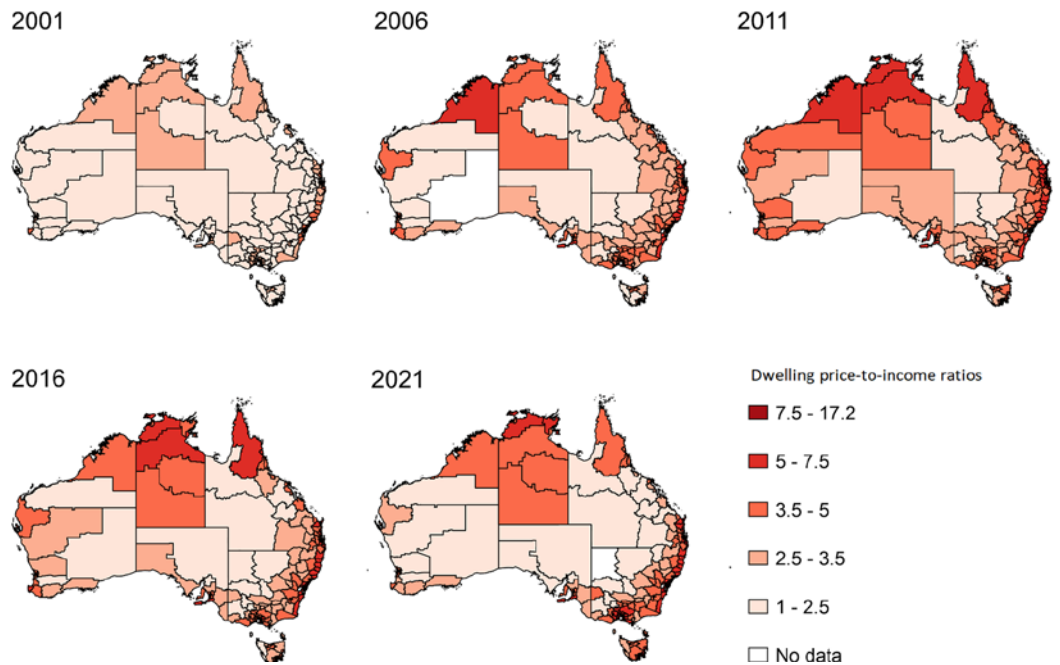 2001
2006
2011
2016
2021
Dwelling price-to-income ratios
7.5 - 17.2
5 - 7.5
3.5 - 5
2.5 - 3.5
1 - 2.5
No data